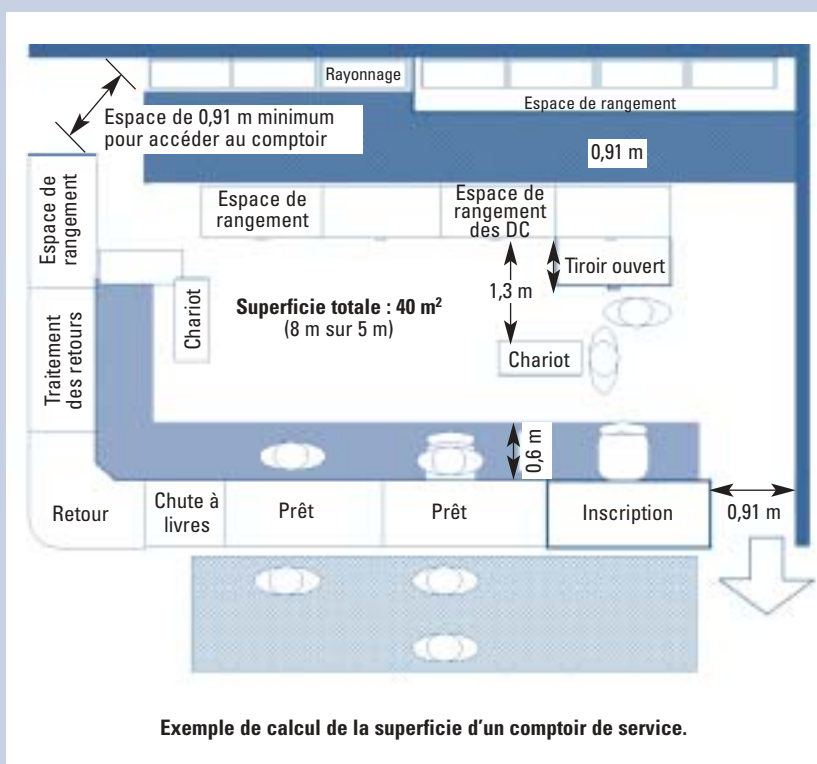 Rayonnage
Espace de 0,91 m minimum
pour accéder au comptoir
Espace de rangement
0,91 m
Espace de
rangement
Espace de
rangement
Espace de
rangement
des DC
Tiroir ouvert
1,3 m
Chariot
Superficie totale : 40 m²
(8 m sur 5 m)
Chariot
Traitement
des retours
0,6 m
Retour
Chute à
livres
Prêt
Prêt
Inscription
0,91 m
Exemple de calcul de la superficie d'un comptoir de service.